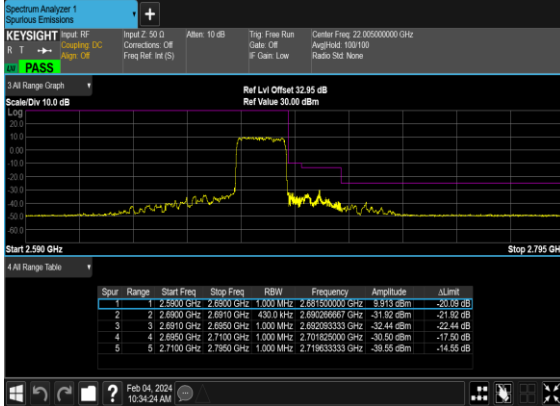 Spectrum Analyzer 1
Spurious Emissions
+
KEYSIGHT Input: RF Input Z: 50 Ω Atten: 10 dB Trig: Free Run Center Freq: 22.005000000 GHz
R T Coupling: DC Corrections: Off Gate: Off Avg|Hold: 100/100
Align: Off Freq Ref: Int (S) IF Gain: Low Radio Std: None
PASS
3 All Range Graph Ref Lvl Offset 32.95 dB
Scale/Div 10.0 dB Ref Value 30.00 dBm
Log
20.0
10.0
0.00
-10.0
-20.0
-30.0
-40.0
-50.0
-60.0
Start 2.590 GHz Stop 2.795 GH
4 All Range Table
Spur Range Start Freq Stop Freq RBW Frequency Amplitude ΔLimit
1 1 2.5900 GHz 2.6900 GHz 1.000 MHz 2.681500000 GHz 9.913 dBm -20.09 dB
2 2 2.6900 GHz 2.6910 GHz 430.0 kHz 2.690266667 GHz -31.92 dBm -21.92 dB
3 3 2.6910 GHz 2.6950 GHz 1.000 MHz 2.692093333 GHz -32.44 dBm -22.44 dB
4 4 2.6950 GHz 2.7100 GHz 1.000 MHz 2.701825000 GHz -30.50 dBm -17.50 dB
5 5 2.7100 GHz 2.7950 GHz 1.000 MHz 2.719633333 GHz -39.55 dBm -14.55 dB
?
Feb 04, 2024
10:34:24 AM